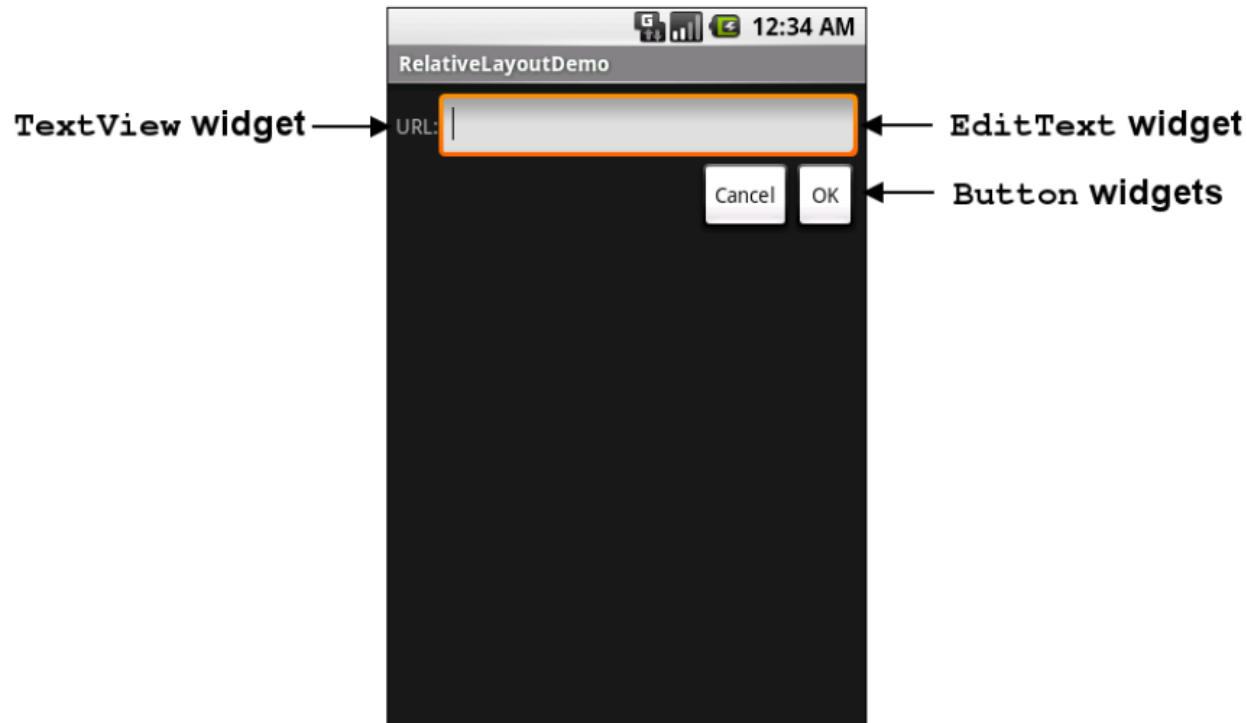 12:34 AM
RelativeLayoutDemo
TextView widget
URL:
EditText widget
Cancel
OK
Button widgets